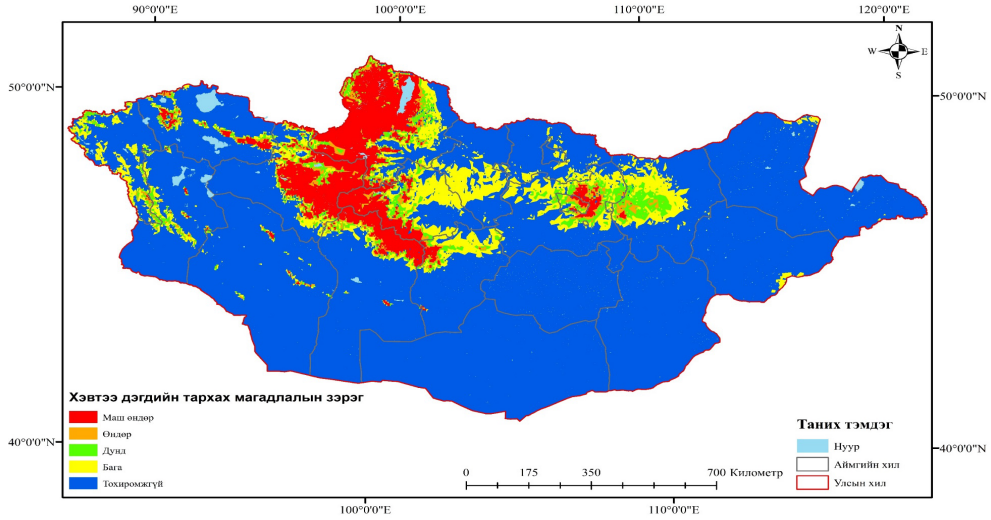 90°0'0"E 100°0'0"E 110°0'0"E 120°0'0"E
N
W E
S
50°0'0"N 50°0'0"N
Хэвтээ дэгдийн тархах магадлалын зэрэг
Маш өндөр
Өндөр
Дунд
Бага
Тохиромжгүй
Таних тэмдэг
Нуур
Аймгийн хил
Улсын хил
0 175 350 700 Километр
40°0'0"N 40°0'0"N
100°0'0"E 110°0'0"E